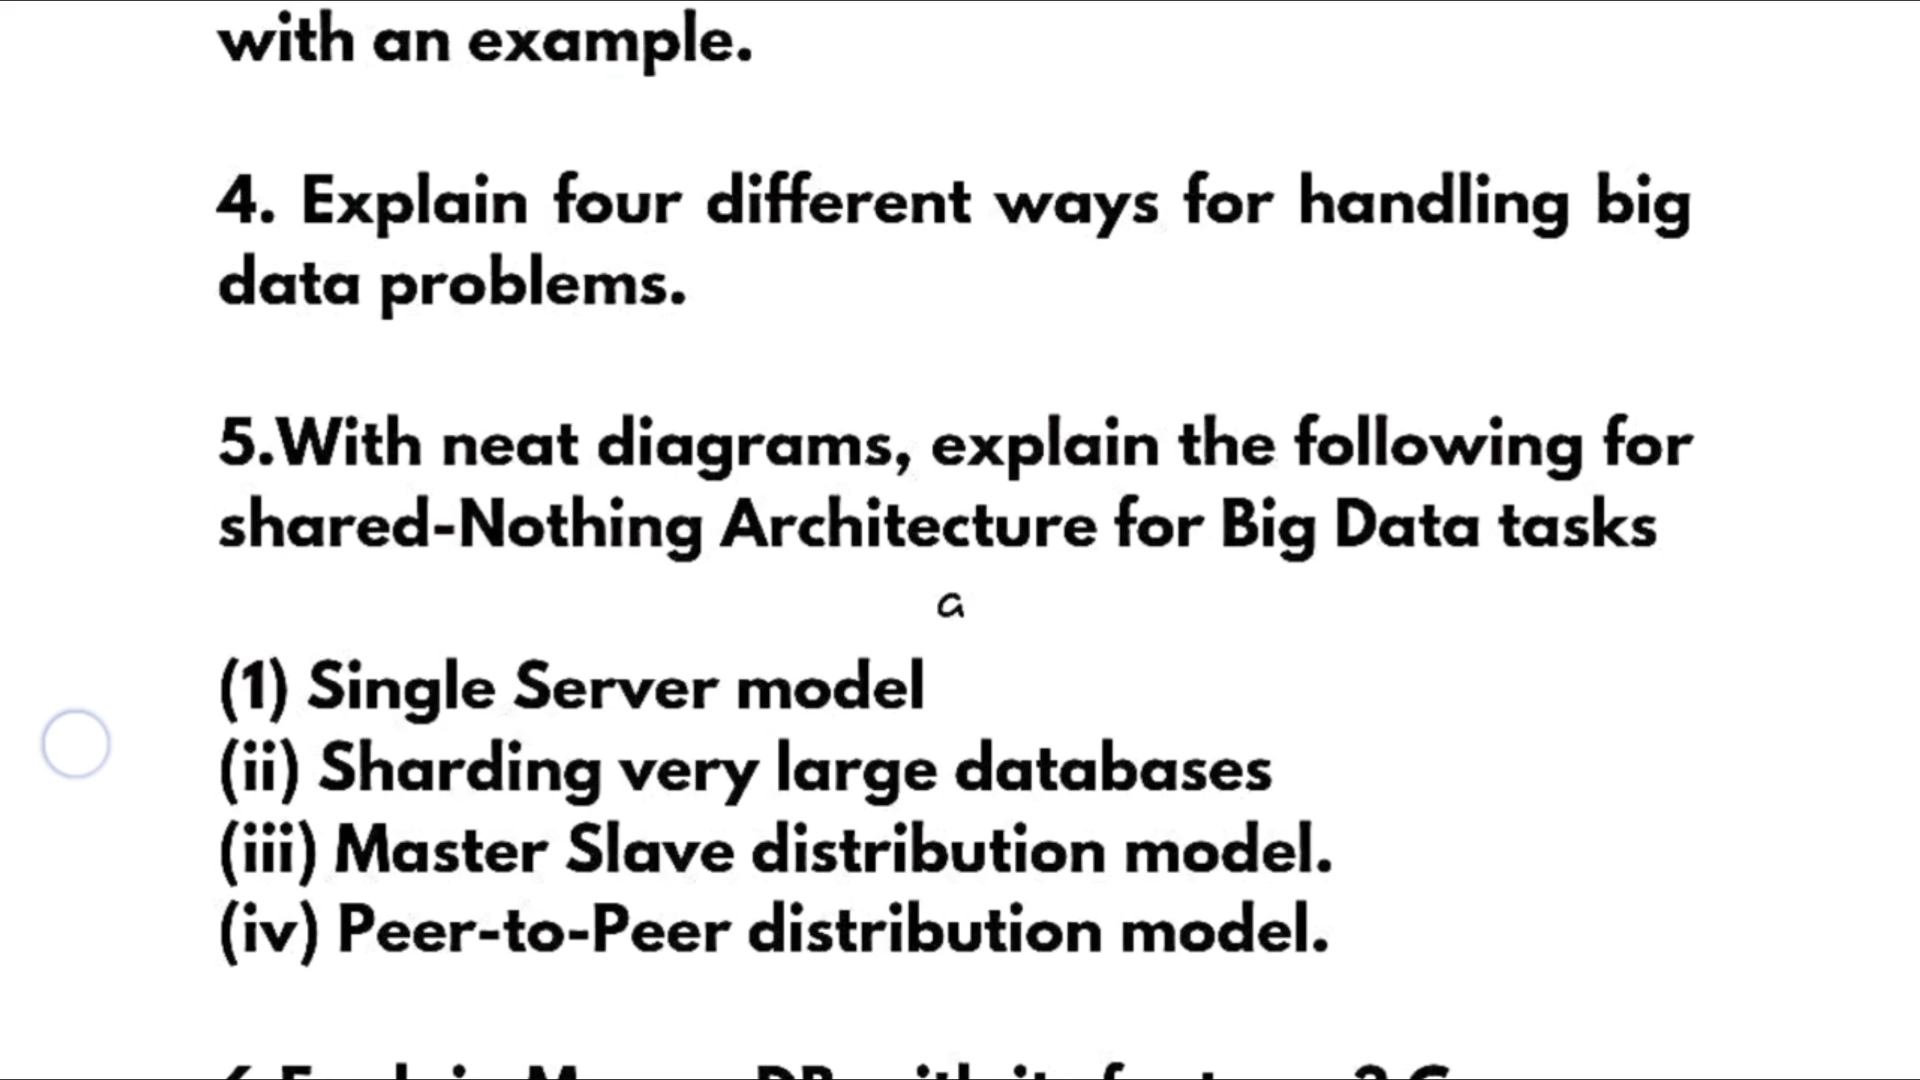 with an example.
4. Explain four different ways for handling big
data problems.
5.With neat diagrams, explain the following for
shared-Nothing Architecture for Big Data tasks
a
(1) Single Server model
(ii) Sharding very large databases
(iii) Master Slave distribution model.
(iv) Peer-to-Peer distribution model.